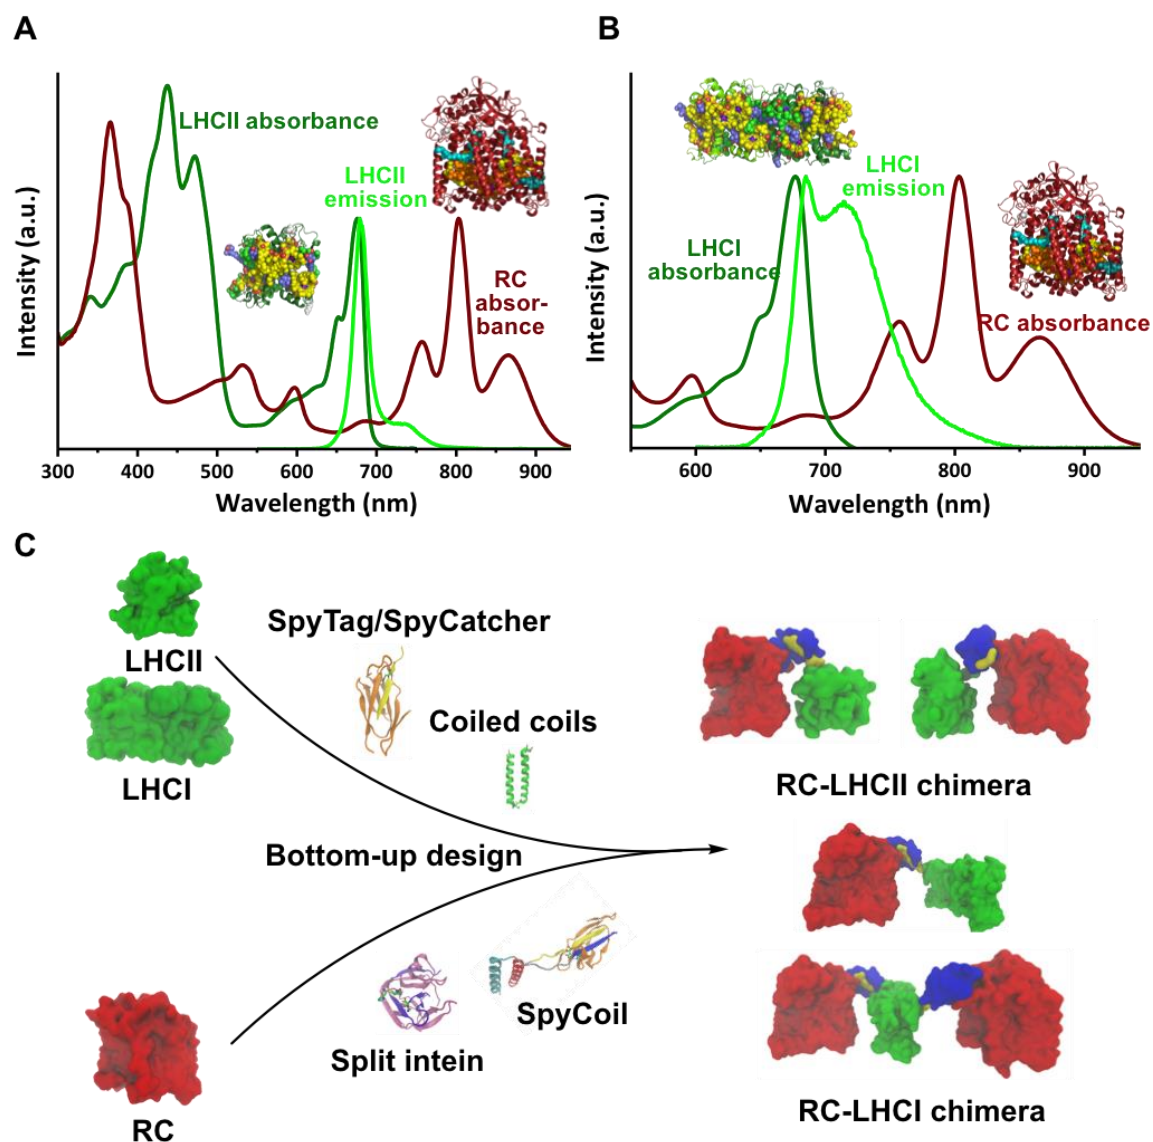 A
LHCII absorbance
LHCII
emission
RC
absor-
bance
Intensity (a.u.)
300 400 500 600 700 800 900
Wavelength (nm)
B
LHCI
absorbance
LHCI
emission
RC absorbance
Intensity (a.u.)
600 700 800 900
Wavelength (nm)
C
LHCII
LHCI
SpyTag/SpyCatcher
Coiled coils
Bottom-up design
SpyCoil
Split intein
RC
RC-LHCII chimera
RC-LHCI chimera